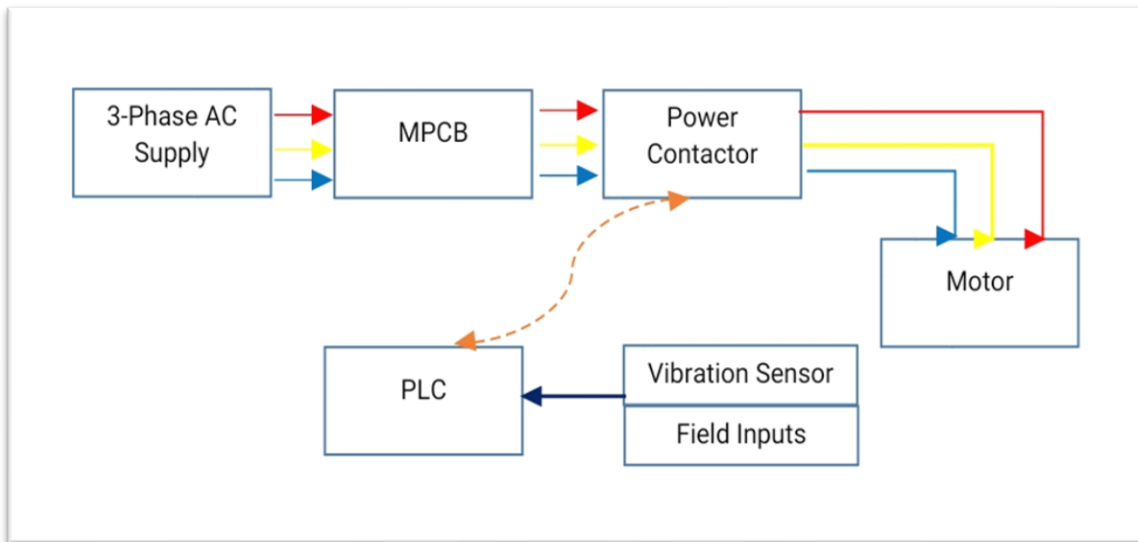 3-Phase AC
Supply
MPCB
Power
Contactor
Motor
PLC
Vibration Sensor
Field Inputs